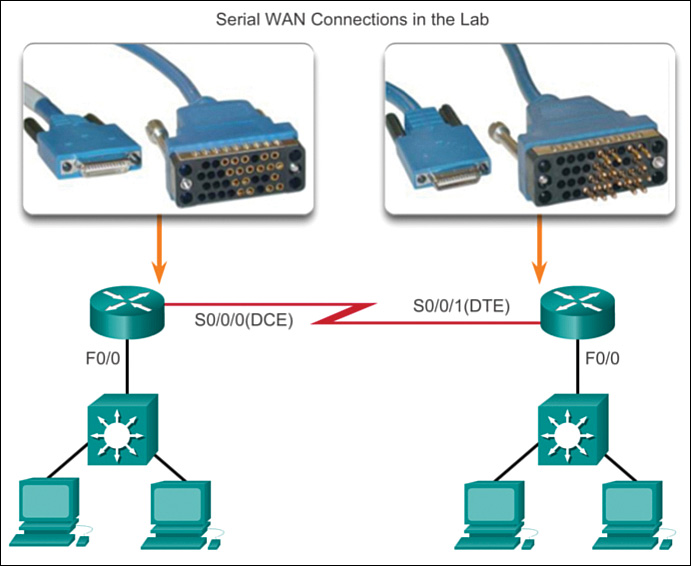 Serial WAN Connections in the Lab
S0/0/0(DCE)
S0/0/1(DTE)
F0/0
F0/0